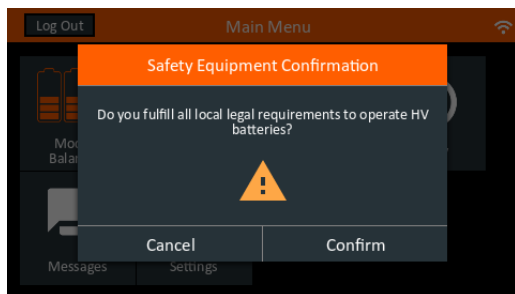 Log Out
Main Menu
Safety Equipment Confirmation
Do you fulfill all local legal requirements to operate HV
batteries?
Cancel
Confirm
Messages
Settings